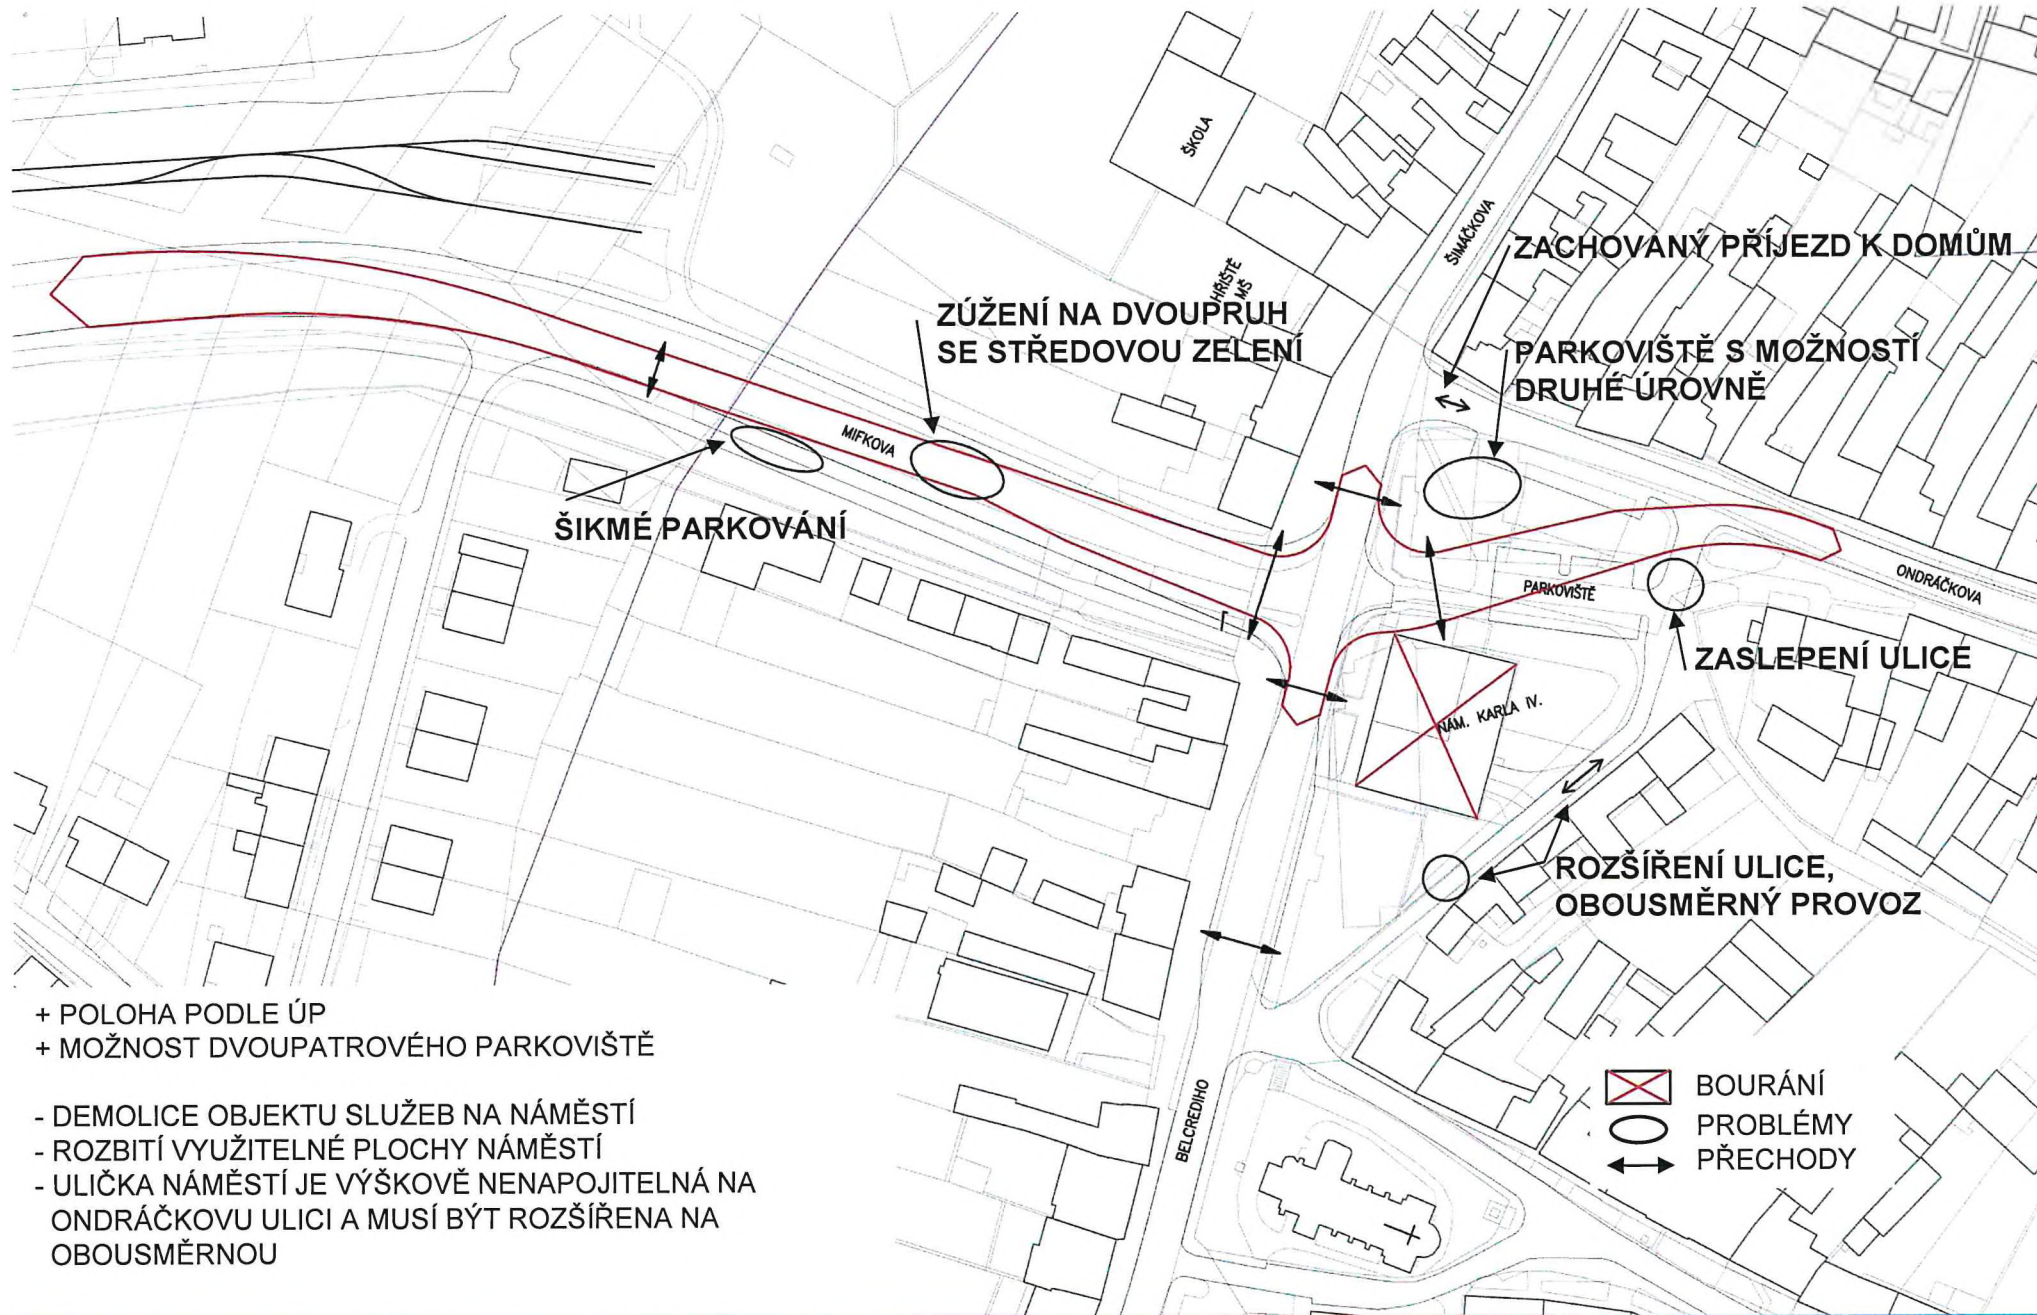 ŠKOLA
ŠIMÁČKOVA
ZACHOVANÝ PŘÍJEZD K DOMŮM
HŘIŠTĚ
MŠ
ZÚŽENÍ NA DVOUPRUH
SE STŘEDOVOU ZELENÍ
PARKOVIŠTĚ S MOŽNOSTÍ
DRUHÉ ÚROVNĚ
MIFKOVA
ŠIKMÉ PARKOVÁNÍ
PARKOVIŠTĚ
ONDRÁČKOVA
ZASLEPENÍ ULICE
NÁM. KARLA IV.
ROZŠÍŘENÍ ULICE,
OBOUSMĚRNÝ PROVOZ
+ POLOHA PODLE ÚP
+ MOŽNOST DVOUPATROVÉHO PARKOVIŠTĚ
- DEMOLICE OBJEKTU SLUŽEB NA NÁMĚSTÍ
- ROZBITÍ VYUŽITELNÉ PLOCHY NÁMĚSTÍ
- ULIČKA NÁMĚSTÍ JE VÝŠKOVĚ NENAPOJITELNÁ NA
ONDRÁČKOVU ULICI A MUSÍ BÝT ROZŠÍŘENA NA
OBOUSMĚRNOU
BELCREDIHO
BOURÁNÍ
PROBLÉMY
PŘECHODY